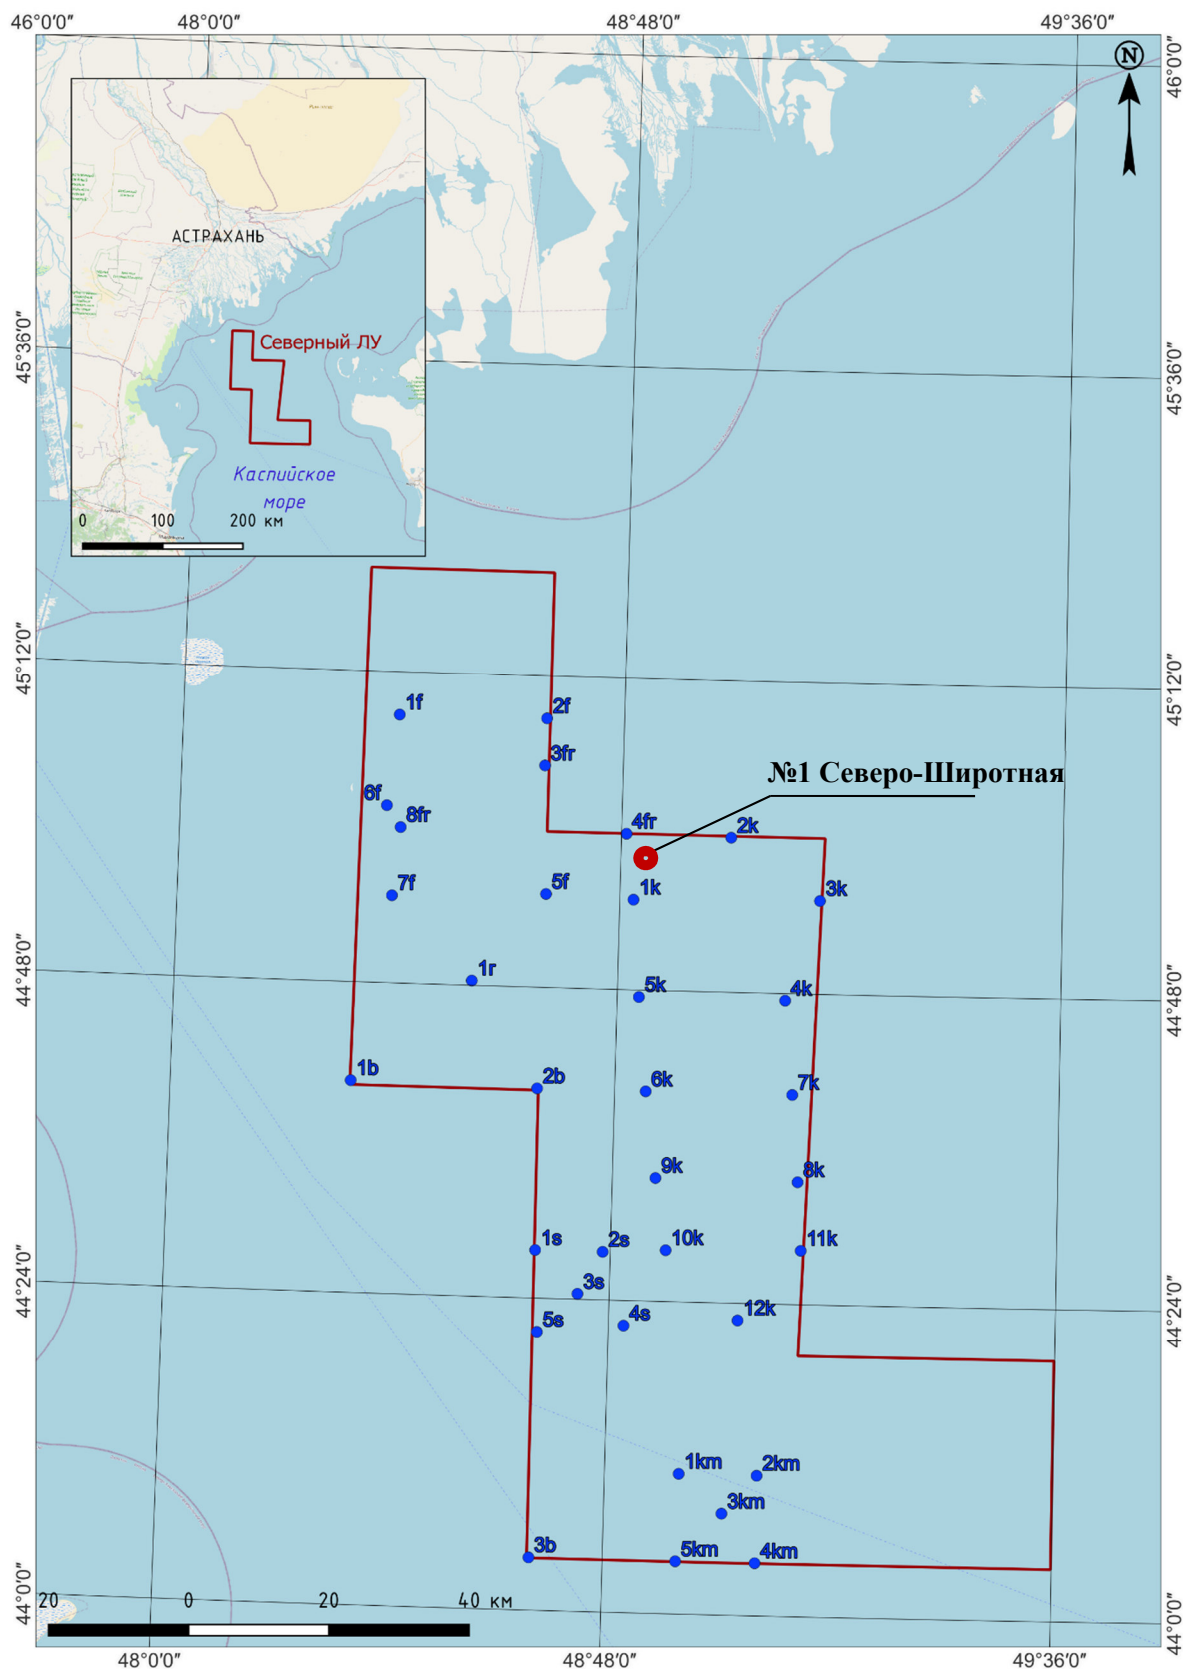 46°0′0″
48°0′0″
48°48′0″
49°36′0″
N
46°0′0″
АСТРАХАНЬ
Северный ЛУ
Каспийское
море
0 100 200 км
45°36′0″
45°36′0″
45°12′0″
45°12′0″
1f
2f
3fr
№1 Северо-Широтная
6f
8fr
4fr
2k
7f
5f
1k
3k
1r
5k
4k
44°48′0″
44°48′0″
1b
2b
6k
7k
9k
8k
1s
2s
10k
11k
3s
44°24′0″
44°24′0″
5s
4s
12k
1km
2km
3km
3b
5km
4km
44°0′0″
44°0′0″
20 0 20 40 км
48°0′0″
48°48′0″
49°36′0″